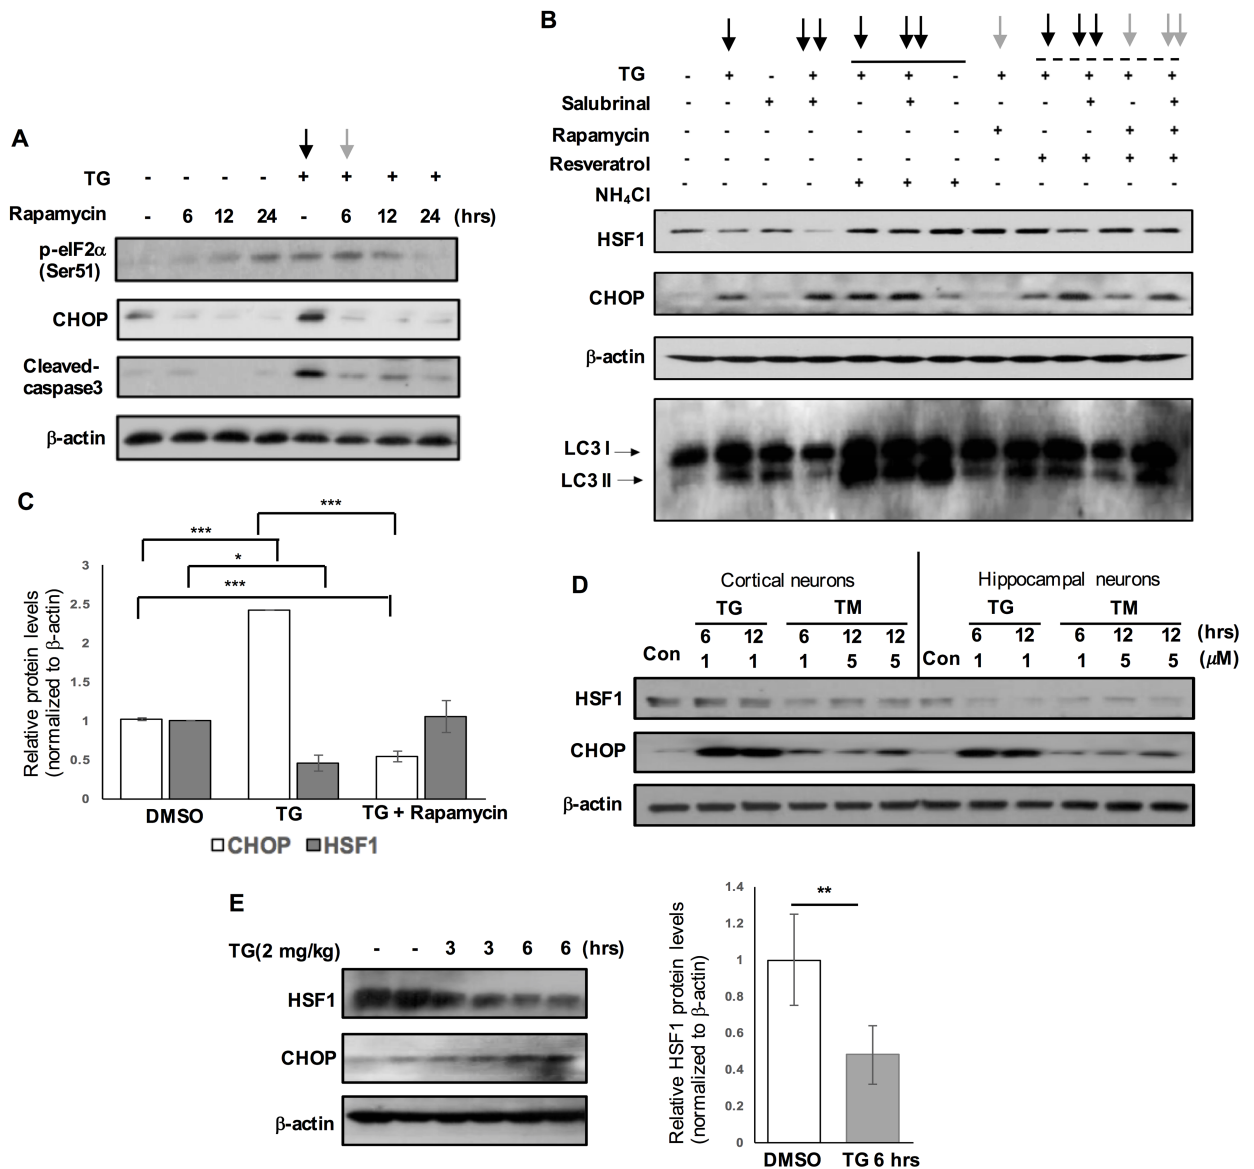 A
TG - - - - + + + +
Rapamycin - 6 12 24 - 6 12 24 (hrs)
p-eIF2α
(Ser51)
CHOP
Cleaved-
caspase3
β-actin
B
TG - + - + + + - + + + + +
Salubrinal - - + + - + - - - + - +
Rapamycin - - - - - - - + - - + +
Resveratrol - - - - - - - - + + + +
NH4Cl - - - - + + + - - - - -
HSF1
CHOP
β-actin
LC3 I
LC3 II
C
***
***
*
***
Relative protein levels
(normalized to β-actin)
3
2.5
2
1.5
1
0.5
0
DMSO TG TG + Rapamycin
CHOP HSF1
D
Cortical neurons Hippocampal neurons
TG TM TG TM
6 12 6 12 12 6 12 6 12 12 (hrs)
Con 1 1 1 5 5 Con 1 1 1 5 5 (μM)
HSF1
CHOP
β-actin
E
TG(2 mg/kg) - - 3 3 6 6 (hrs)
HSF1
CHOP
β-actin
Relative HSF1 protein levels
(normalized to β-actin)
1.4
1.2
1
0.8
0.6
0.4
0.2
0
**
DMSO TG 6 hrs